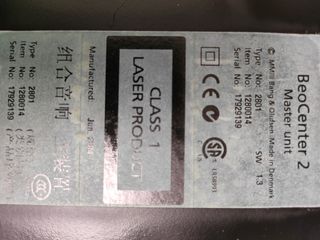 BeoCenter 2
Master unit
© MMII Bang & Olufsen Made in Denmark
Type No: 2801 SW 1.3
Item No: 1280014
Serial No: 17929139
CE
CLASS 1
LASER PRODUCT
Manufactured Jan.
组合音响
Type No: 2801
Item No: 1280014
Serial No: 17929139